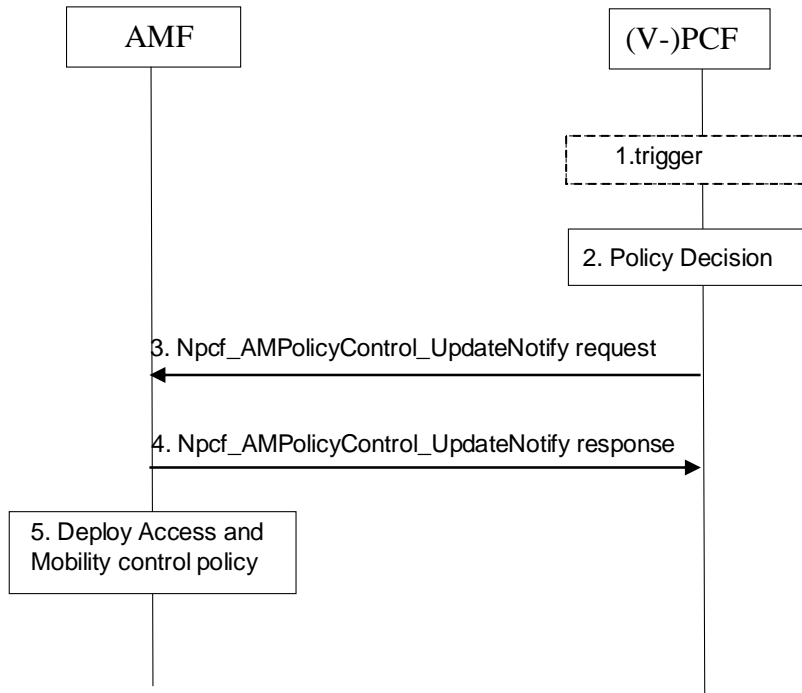 AMF
(V-)PCF
1.trigger
2. Policy Decision
3. Npcf_AMPolicyControl_UpdateNotify request
4. Npcf_AMPolicyControl_UpdateNotify response
5. Deploy Access and
Mobility control policy